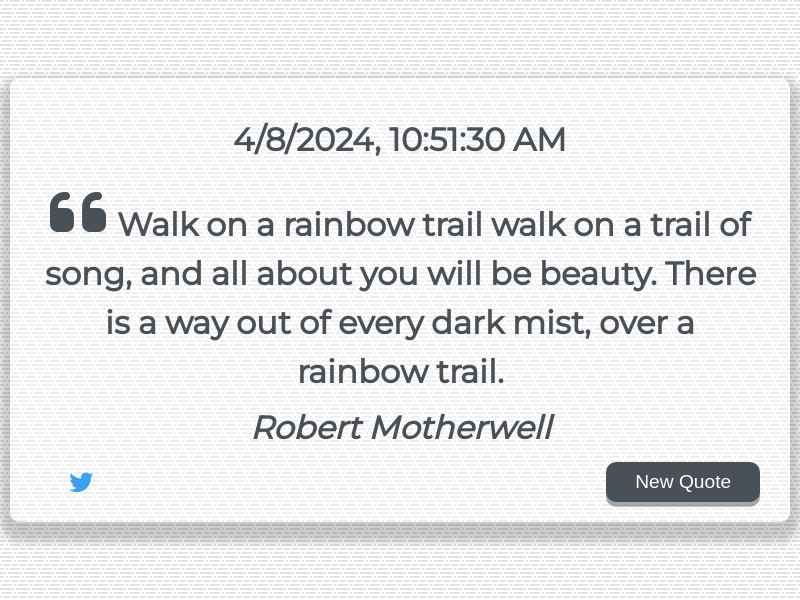 4/8/2024, 10:51:30 AM
Walk on a rainbow trail walk on a trail of
song, and all about you will be beauty. There
is a way out of every dark mist, over a
rainbow trail.
Robert Motherwell
New Quote